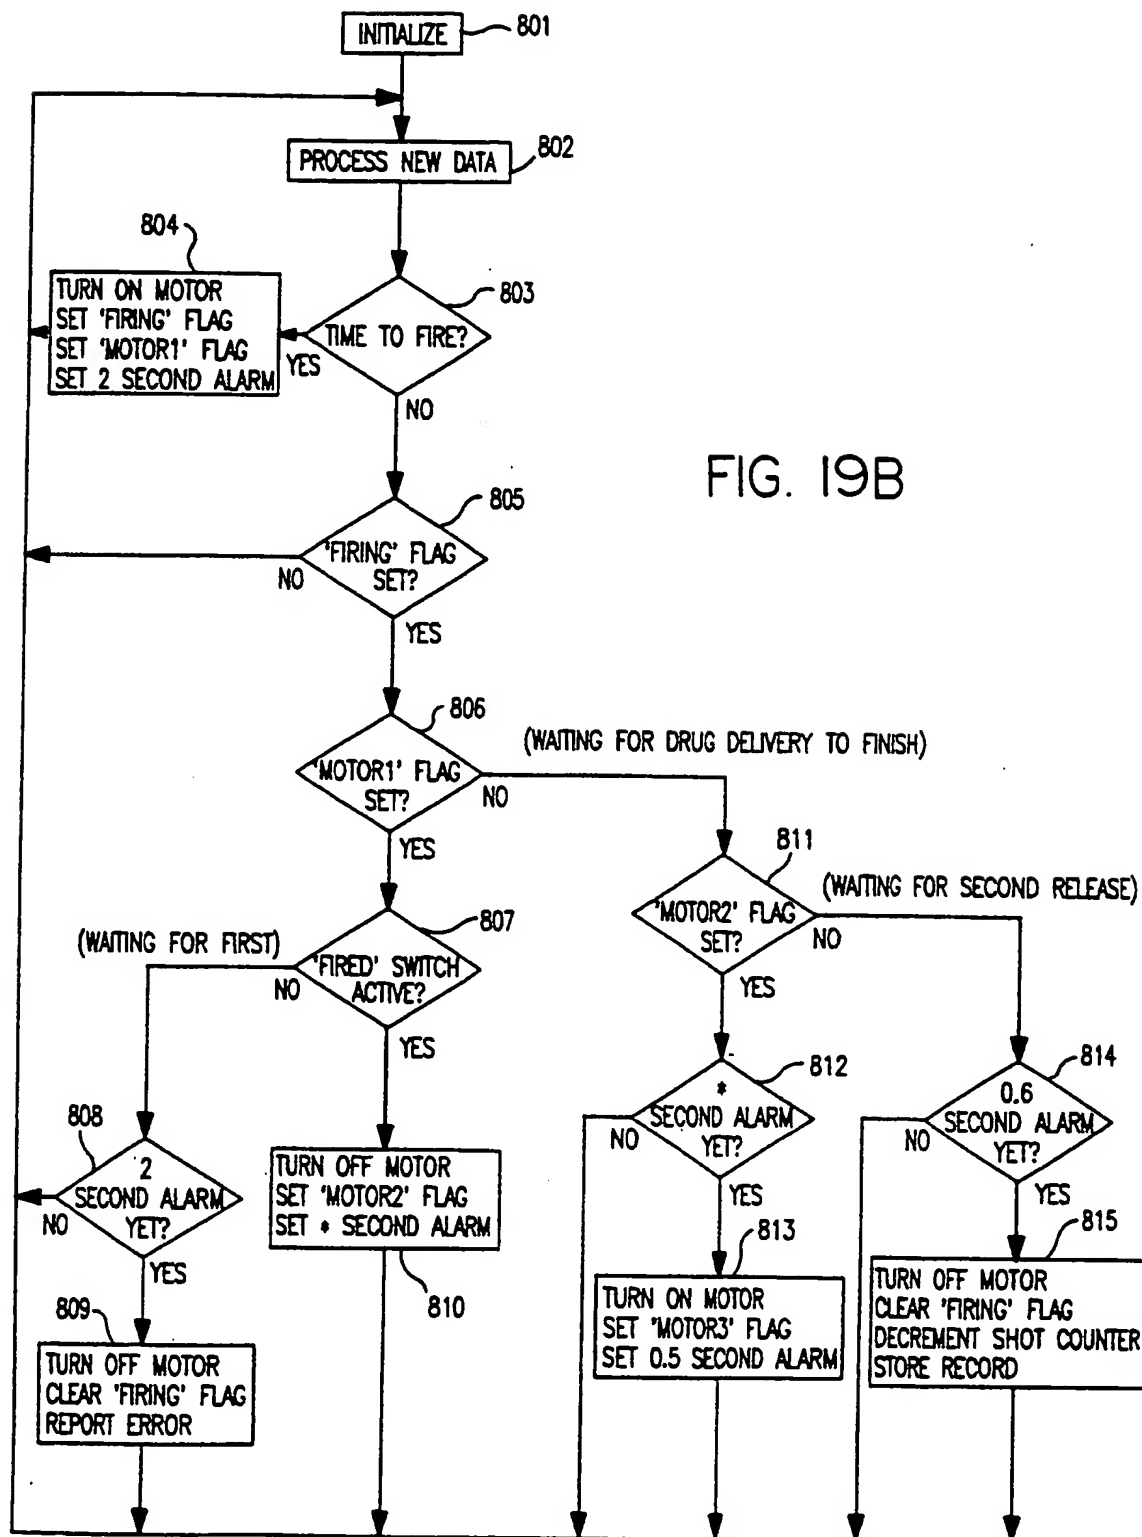 INITIALIZE
801
PROCESS NEW DATA
802
804
TURN ON MOTOR
SET 'FIRING' FLAG
SET 'MOTOR1' FLAG
SET 2 SECOND ALARM
803
TIME TO FIRE?
YES
NO
FIG. 19B
805
'FIRING' FLAG
SET?
NO
YES
806
'MOTOR1' FLAG
SET?
(WAITING FOR DRUG DELIVERY TO FINISH)
NO
YES
811
'MOTOR2' FLAG
SET?
(WAITING FOR SECOND RELEASE)
NO
YES
807
(WAITING FOR FIRST)
'FIRED' SWITCH
ACTIVE?
NO
YES
812
*
SECOND ALARM
YET?
NO
YES
814
0.6
SECOND ALARM
YET?
NO
YES
808
2
SECOND ALARM
YET?
NO
YES
TURN OFF MOTOR
SET 'MOTOR2' FLAG
SET * SECOND ALARM
810
813
TURN ON MOTOR
SET 'MOTOR3' FLAG
SET 0.5 SECOND ALARM
815
TURN OFF MOTOR
CLEAR 'FIRING' FLAG
DECREMENT SHOT COUNTER
STORE RECORD
809
TURN OFF MOTOR
CLEAR 'FIRING' FLAG
REPORT ERROR